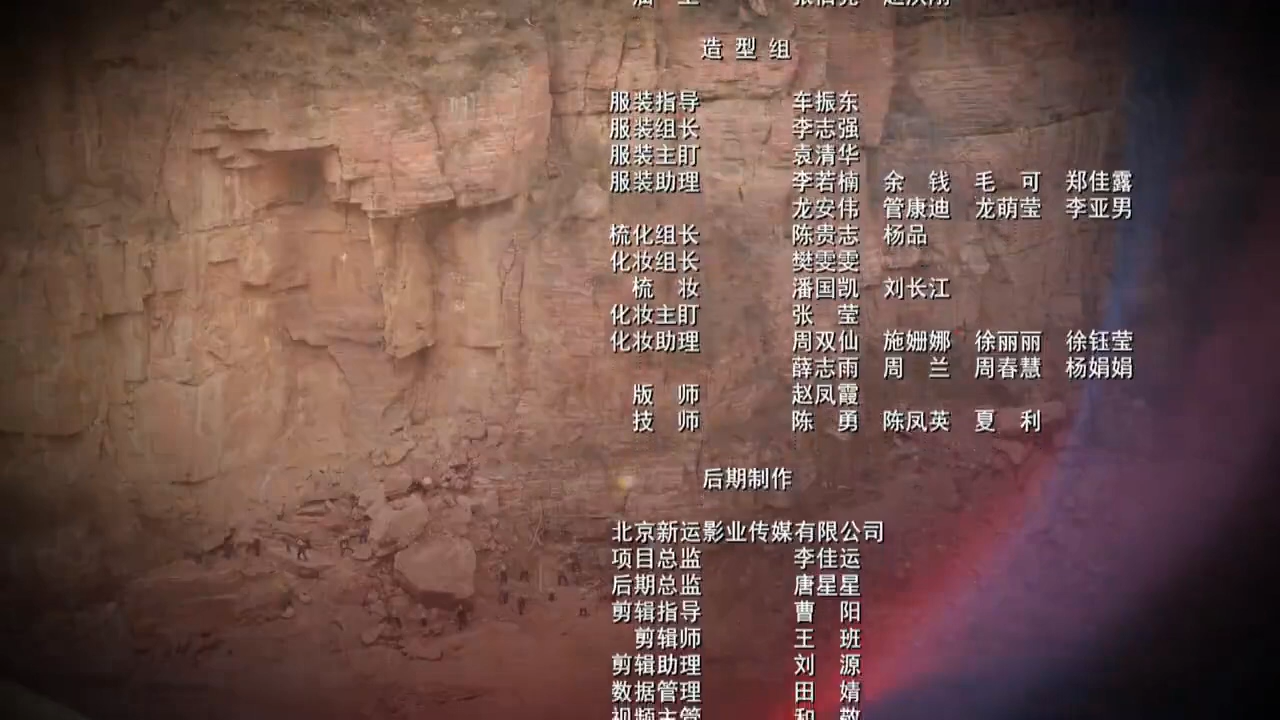 造型组
服装指导 车振东
服装组长 李志强
服装主盯 袁清华
服装助理 李若楠 余钱 毛可 郑佳露
龙安伟 管康迪 龙萌莹 李亚男
梳化组长 陈贵志 杨品
化妆组长 樊雯雯
梳妆 潘国凯 刘长江
化妆主盯 张莹
化妆助理 周双仙 施姗娜 徐丽丽 徐钰莹
薛志雨 周兰 周春慧 杨娟娟
版师 赵凤霞
技师 陈勇 陈凤英 夏利
后期制作
北京新运影业传媒有限公司
项目总监 李佳运
后期总监 唐星星
剪辑指导 曹阳
剪辑师 王班
剪辑助理 刘源
数据管理 田婧
视频主管 和敬